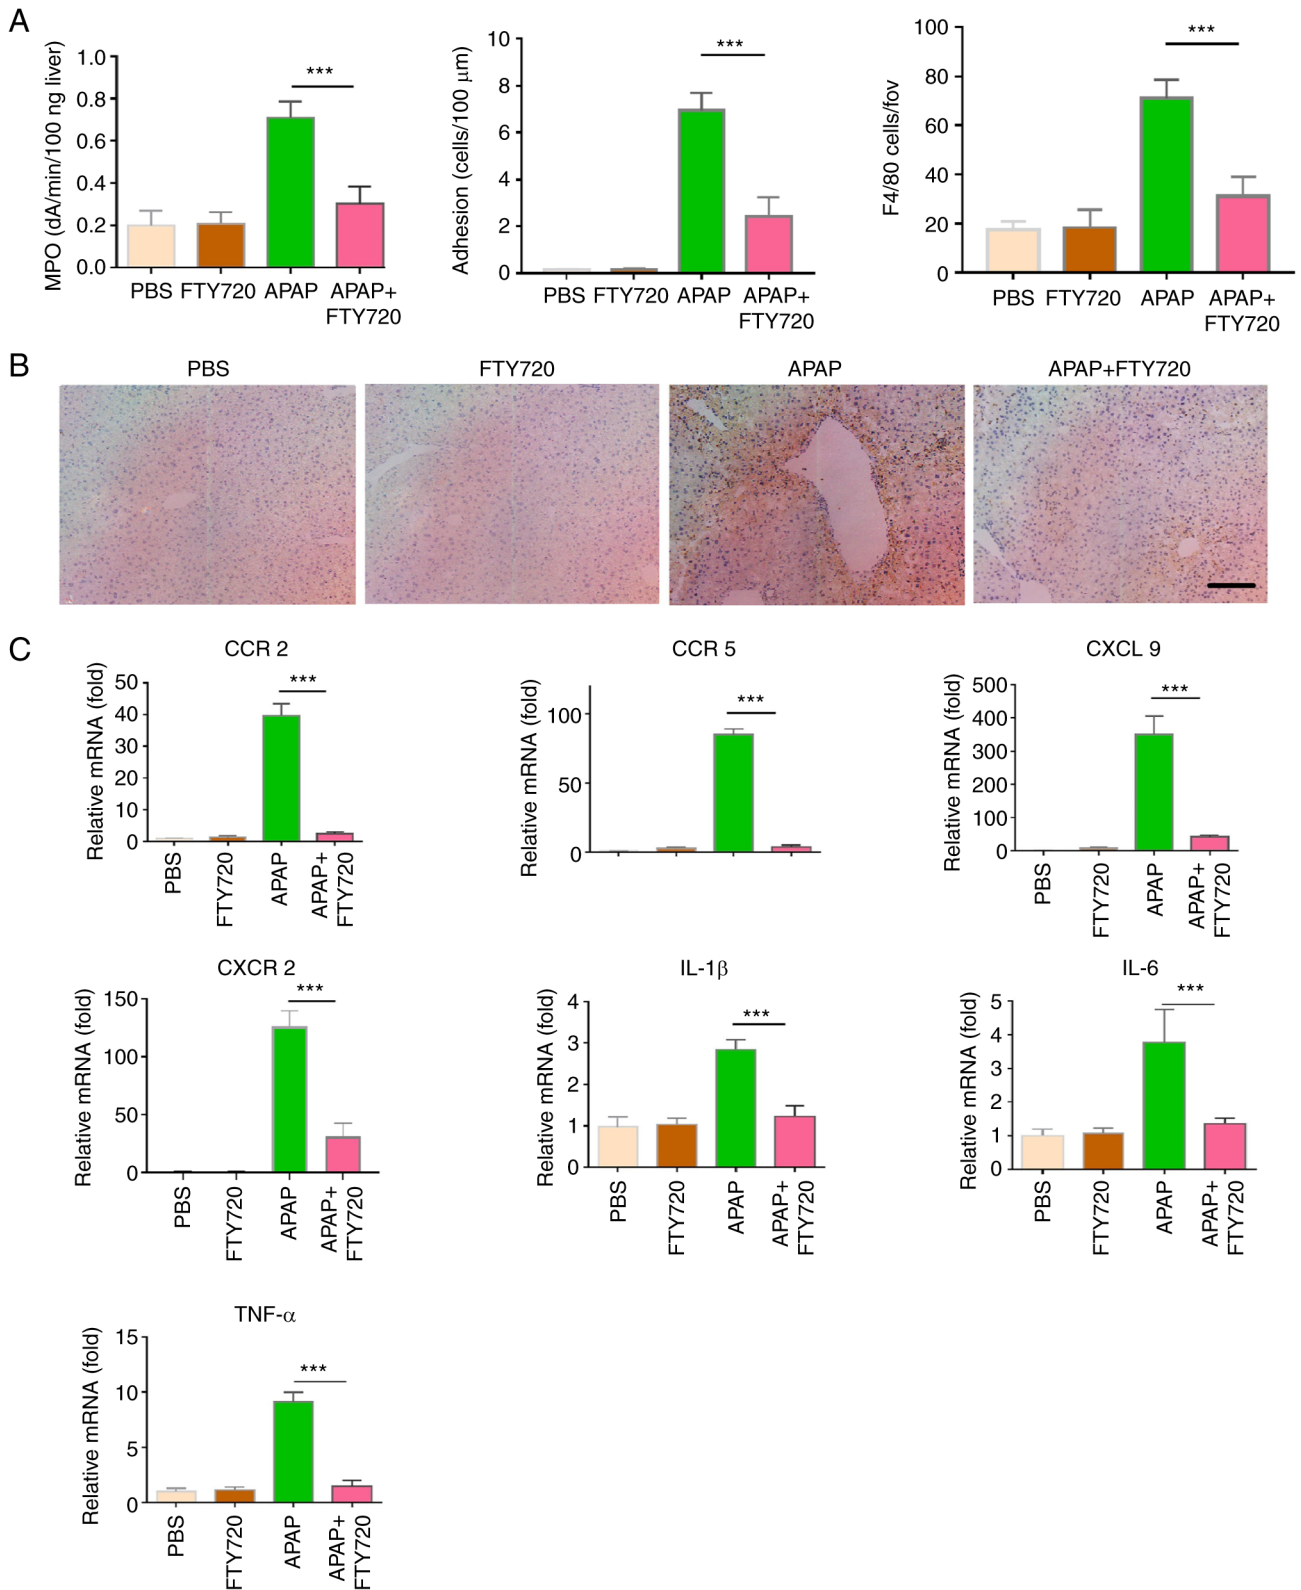 A
MPO (dA/min/100 ng liver)
1.0
0.8
0.6
0.4
0.2
0.0
***
PBS FTY720 APAP APAP+
FTY720
Adhesion (cells/100 μm)
10
8
6
4
2
0
***
PBS FTY720 APAP APAP+
FTY720
F4/80 cells/fov
100
80
60
40
20
0
***
PBS FTY720 APAP APAP+
FTY720
B
PBS FTY720 APAP APAP+FTY720
C
CCR 2
Relative mRNA (fold)
50
40
30
20
10
0
***
PBS
FTY720
APAP
APAP+
FTY720
CCR 5
Relative mRNA (fold)
100
50
0
***
CXCL 9
Relative mRNA (fold)
500
400
300
200
100
0
***
PBS
FTY720
APAP
APAP+
FTY720
CXCR 2
Relative mRNA (fold)
150
100
50
0
***
PBS
FTY720
APAP
APAP+
FTY720
IL-1β
Relative mRNA (fold)
4
3
2
1
0
***
PBS
FTY720
APAP
APAP+
FTY720
IL-6
Relative mRNA (fold)
5
4
3
2
1
0
***
PBS
FTY720
APAP
APAP+
FTY720
TNF-α
Relative mRNA (fold)
15
10
5
0
***
PBS
FTY720
APAP
APAP+
FTY720